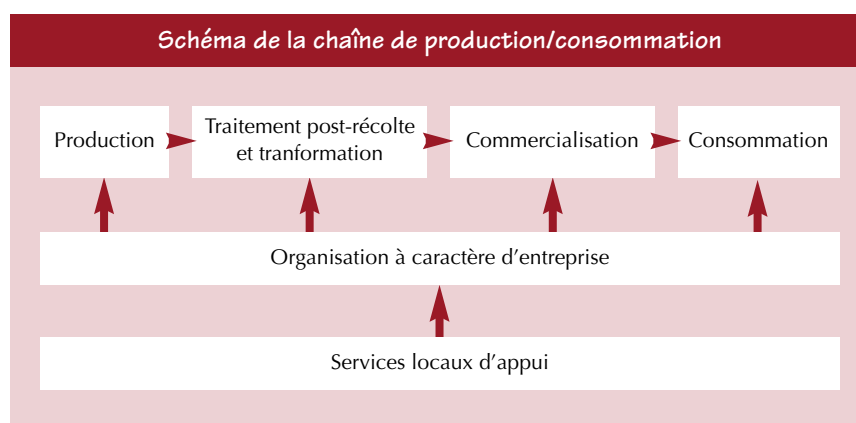 Schéma de la chaîne de production/consommation
Production
Traitement post-récolte
et tranformation
Commercialisation
Consommation
Organisation à caractère d’entreprise
Services locaux d’appui